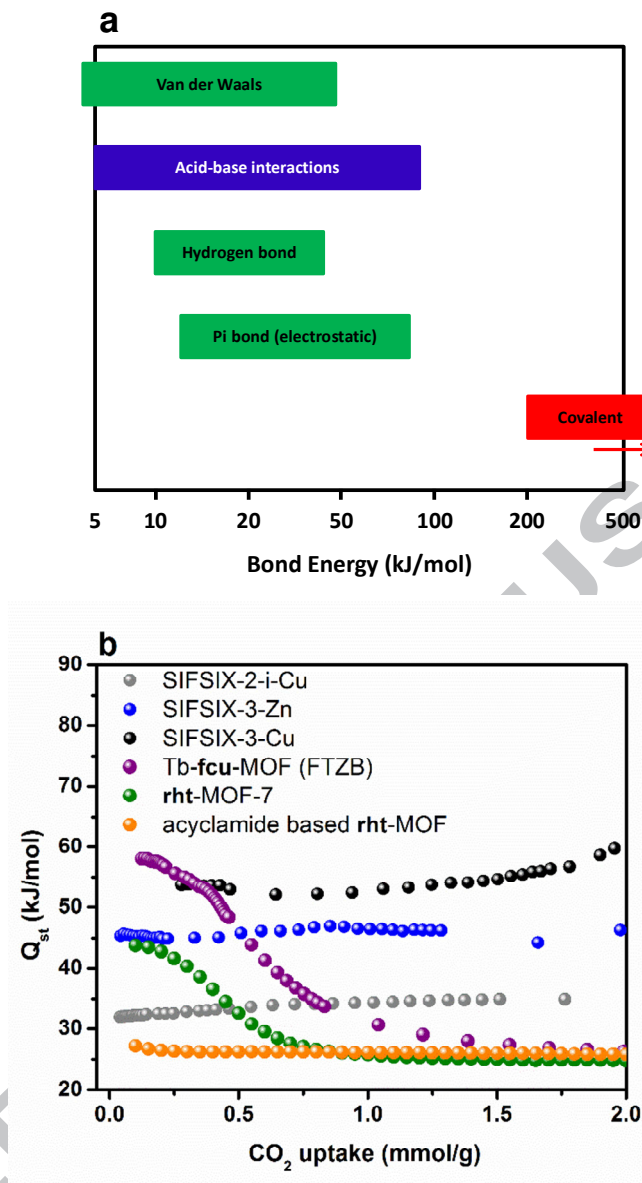 a
Van der Waals
Acid-base interactions
Hydrogen bond
Pi bond (electrostatic)
Covalent
5 10 20 50 100 200 500
Bond Energy (kJ/mol)
b
90
80
70
60
50
40
30
20
Qst (kJ/mol)
SIFSIX-2-i-Cu
SIFSIX-3-Zn
SIFSIX-3-Cu
Tb-fcu-MOF (FTZB)
rht-MOF-7
acyclamide based rht-MOF
0.0 0.5 1.0 1.5 2.0
CO2 uptake (mmol/g)